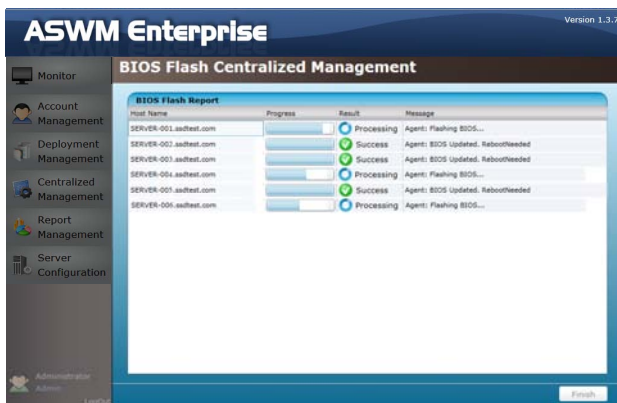 ASWM Enterprise
Version 1.3.7
BIOS Flash Centralized Management
Monitor
Account
Management
Deployment
Management
Centralized
Management
Report
Management
Server
Configuration
Administrator
Admin
LogOut
BIOS Flash Report
Host Name Progress Result Message
SERVER-001.asdtest.com Processing Agent: Flashing BIOS...
SERVER-002.asdtest.com Success Agent: BIOS Updated. RebootNeeded
SERVER-003.asdtest.com Success Agent: BIOS Updated. RebootNeeded
SERVER-004.asdtest.com Processing Agent: Flashing BIOS...
SERVER-005.asdtest.com Success Agent: BIOS Updated. RebootNeeded
SERVER-006.asdtest.com Processing Agent: Flashing BIOS...
Finish